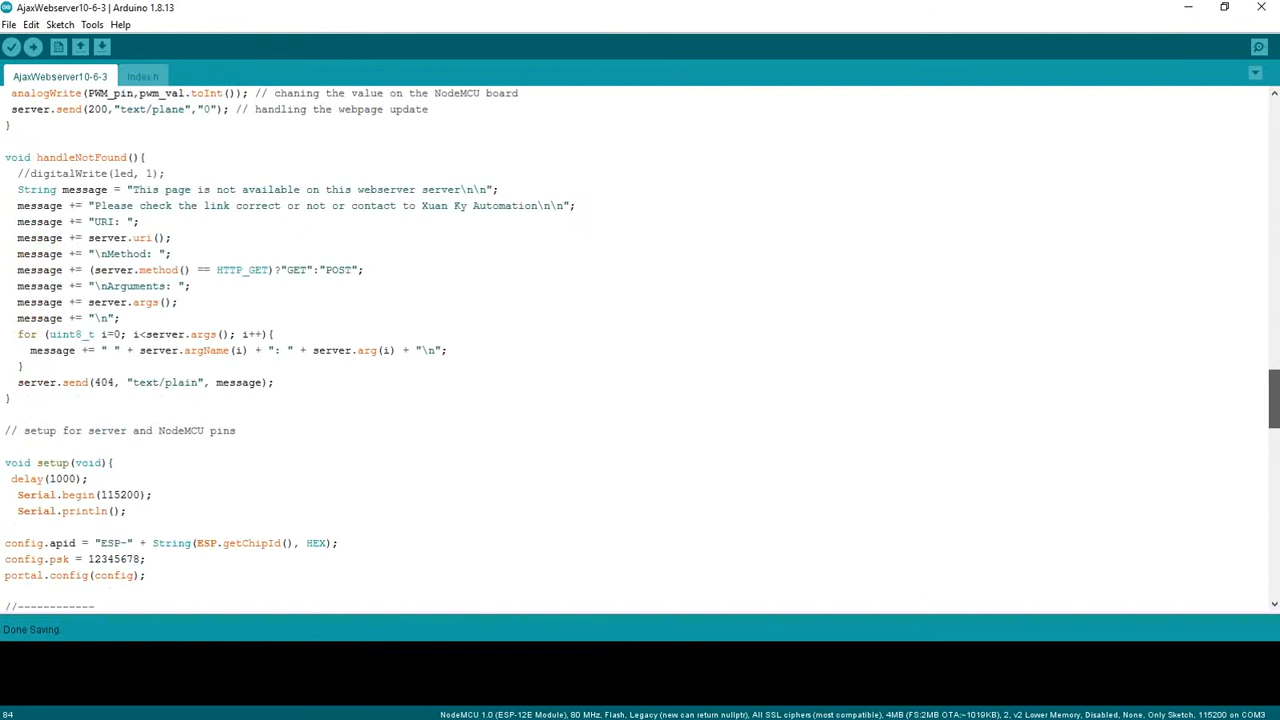 AjaxWebserver10-6-3 | Arduino 1.8.13
File Edit Sketch Tools Help
AjaxWebserver10-6-3 Index.h
analogWrite(PWM_pin,pwm_val.toInt()); // chaning the value on the NodeMCU board
server.send(200,"text/plane","0"); // handling the webpage update
}
void handleNotFound(){
//digitalWrite(led, 1);
String message = "This page is not available on this webserver server\n\n";
message += "Please check the link correct or not or contact to Xuan Ky Automation\n\n";
message += "URI: ";
message += server.uri();
message += "\nMethod: ";
message += (server.method() == HTTP_GET)?"GET":"POST";
message += "\nArguments: ";
message += server.args();
message += "\n";
for (uint8_t i=0; i<server.args(); i++){
message += " " + server.argName(i) + ": " + server.arg(i) + "\n";
}
server.send(404, "text/plain", message);
}
// setup for server and NodeMCU pins
void setup(void){
delay(1000);
Serial.begin(115200);
Serial.println();
config.apid = "ESP-" + String(ESP.getChipId(), HEX);
config.psk = 12345678;
portal.config(config);
//------------
Done Saving.
84 NodeMCU 1.0 (ESP-12E Module), 80 MHz, Flash, Legacy (new can return nullptr), All SSL ciphers (most compatible), 4MB (FS:2MB OTA:~1019KB), 2, v2 Lower Memory, Disabled, None, Only Sketch, 115200 on COM3